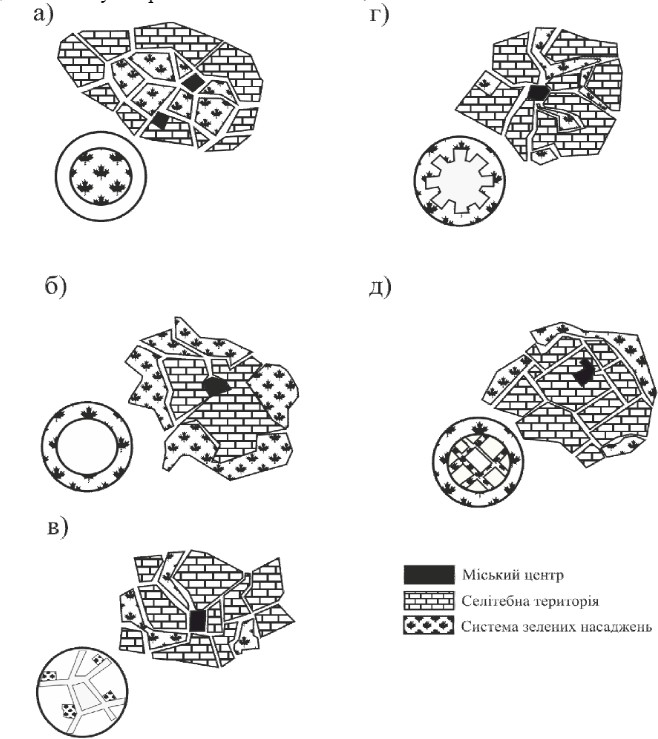 а)
г)
б)
д)
в)
Міський центр
Селітебна територія
Система зелених насаджень